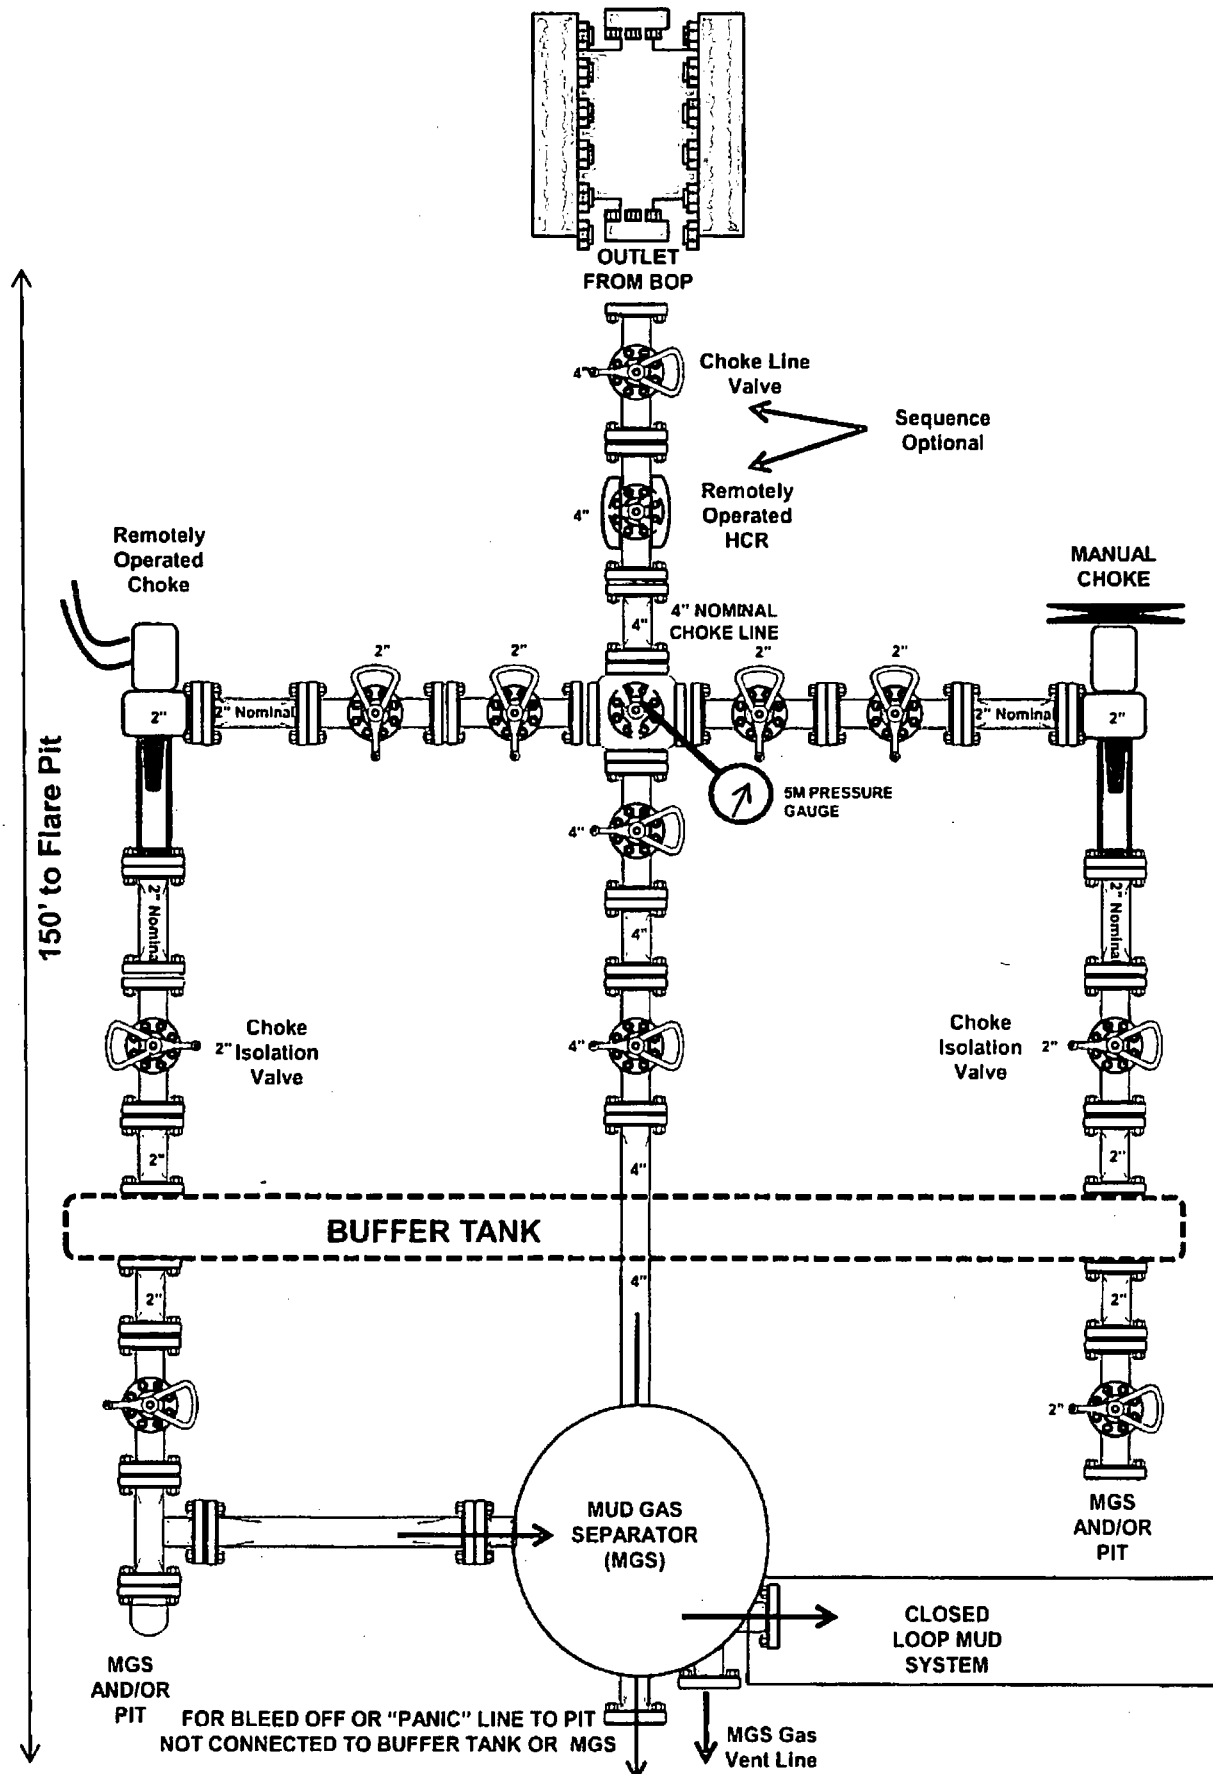 OUTLET
FROM BOP
4"
Choke Line
Valve
Sequence
Optional
4"
Remotely
Operated
HCR
Remotely
Operated
Choke
MANUAL
CHOKE
4"
4" NOMINAL
CHOKE LINE
2"
2"
2"
2"
2"
2" Nominal
2" Nominal
2"
5M PRESSURE
GAUGE
4"
150' to Flare Pit
2" Nominal
4"
2" Nominal
2"
Choke
Isolation
Valve
4"
Choke
Isolation
Valve
2"
2"
4"
2"
BUFFER TANK
2"
4"
2"
2"
MUD GAS
SEPARATOR
(MGS)
MGS
AND/OR
PIT
CLOSED
LOOP MUD
SYSTEM
MGS
AND/OR
PIT
FOR BLEED OFF OR "PANIC" LINE TO PIT
NOT CONNECTED TO BUFFER TANK OR MGS
MGS Gas
Vent Line